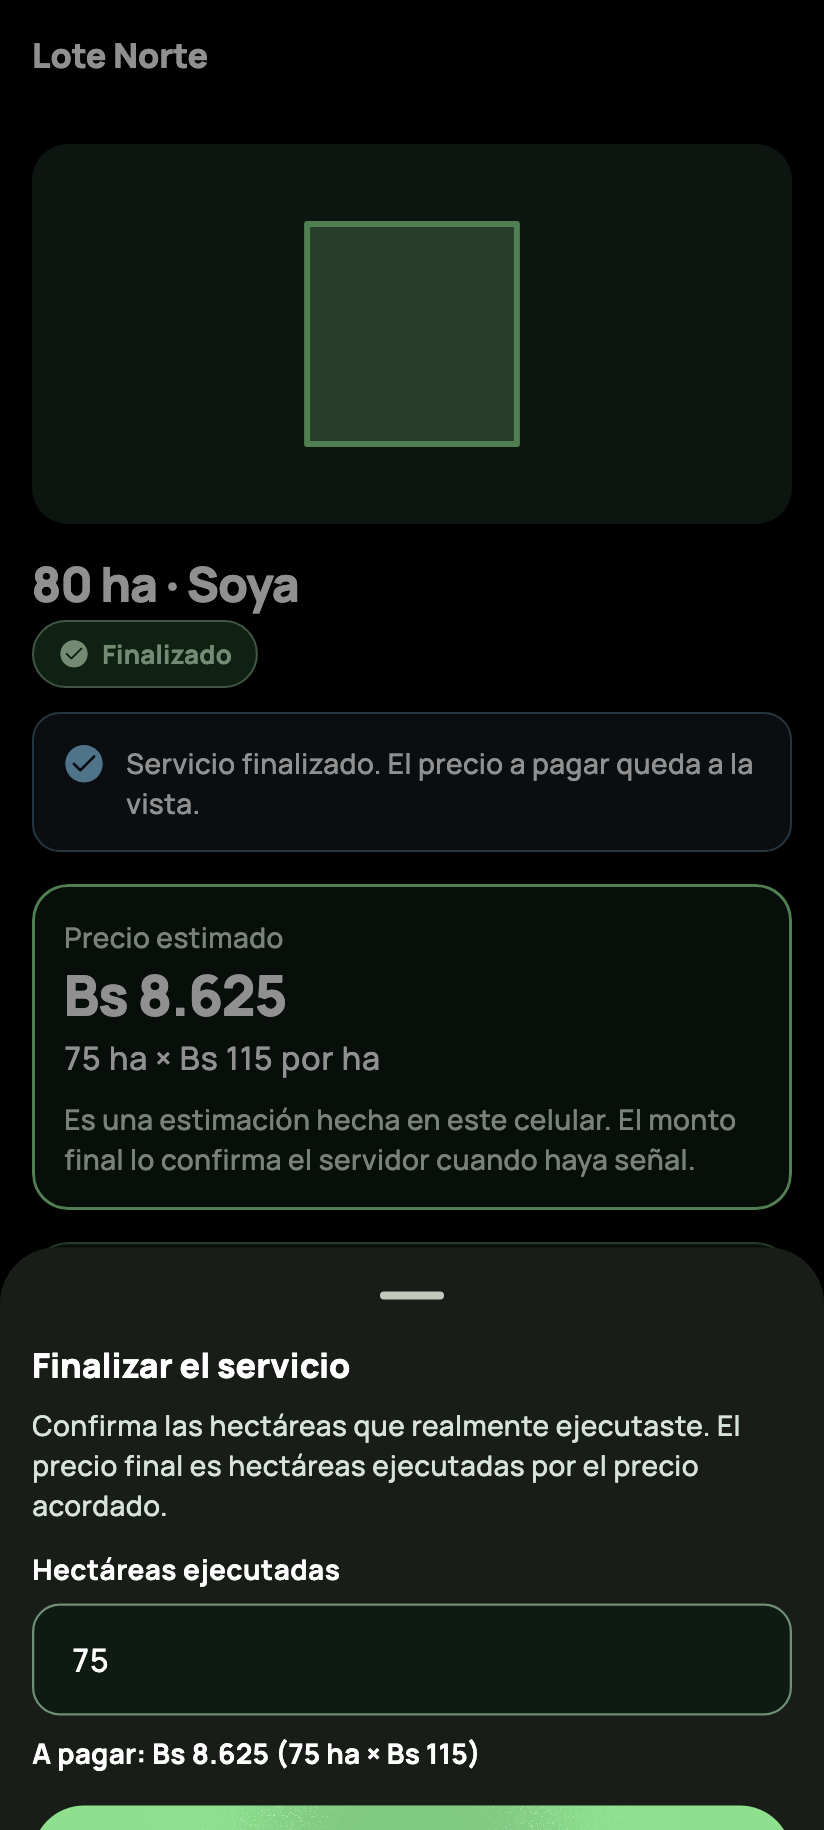 Lote Norte
80 ha · Soya
Finalizado
Servicio finalizado. El precio a pagar queda a la
vista.
Precio estimado
Bs 8.625
75 ha × Bs 115 por ha
Es una estimación hecha en este celular. El monto
final lo confirma el servidor cuando haya señal.
Finalizar el servicio
Confirma las hectáreas que realmente ejecutaste. El
precio final es hectáreas ejecutadas por el precio
acordado.
Hectáreas ejecutadas
75
A pagar: Bs 8.625 (75 ha × Bs 115)